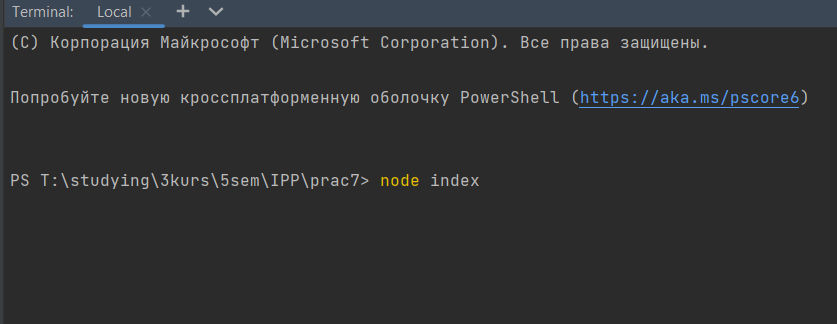 Terminal: Local
(C) Корпорация Майкрософт (Microsoft Corporation). Все права защищены.
Попробуйте новую кроссплатформенную оболочку PowerShell (https://aka.ms/pscore6)
PS T:\studying\3kurs\5sem\IPP\prac7> node index